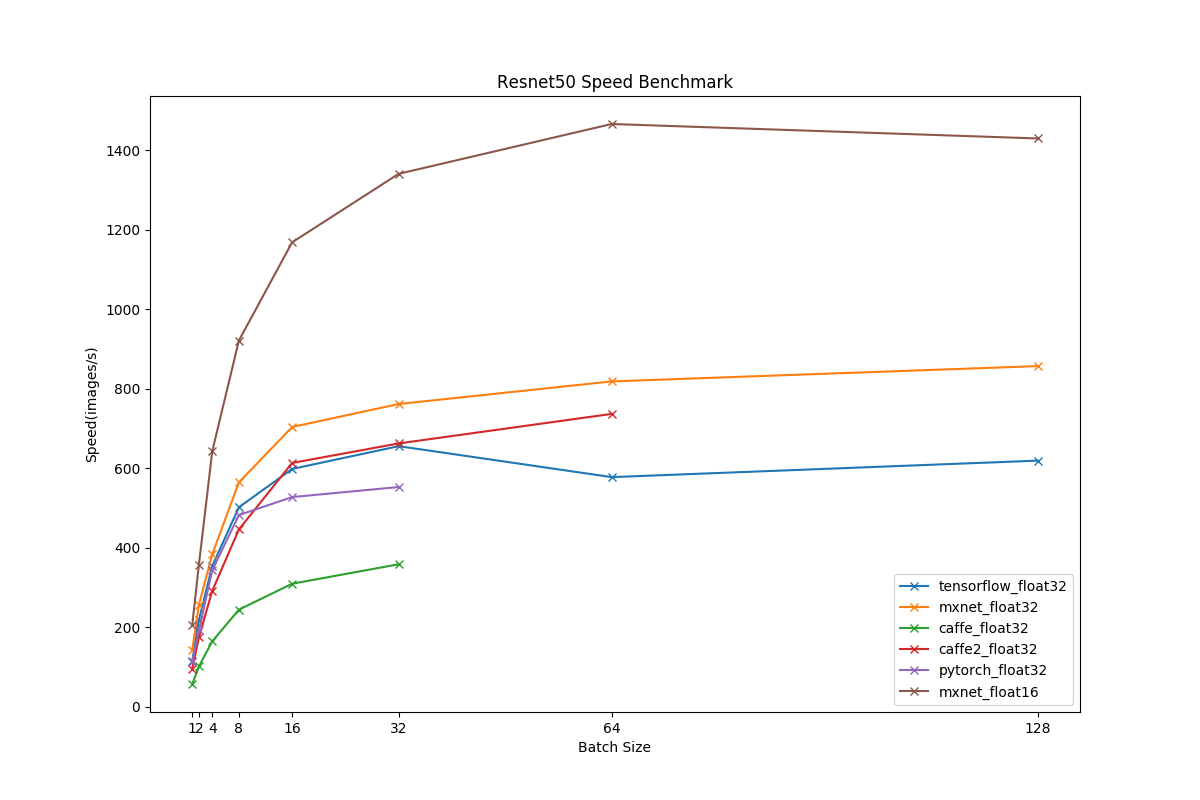 Resnet50 Speed Benchmark
1400
1200
1000
800
600
400
200
0
Speed(images/s)
1 2 4 8 16 32 64 128
Batch Size
tensorflow_float32
mxnet_float32
caffe_float32
caffe2_float32
pytorch_float32
mxnet_float16